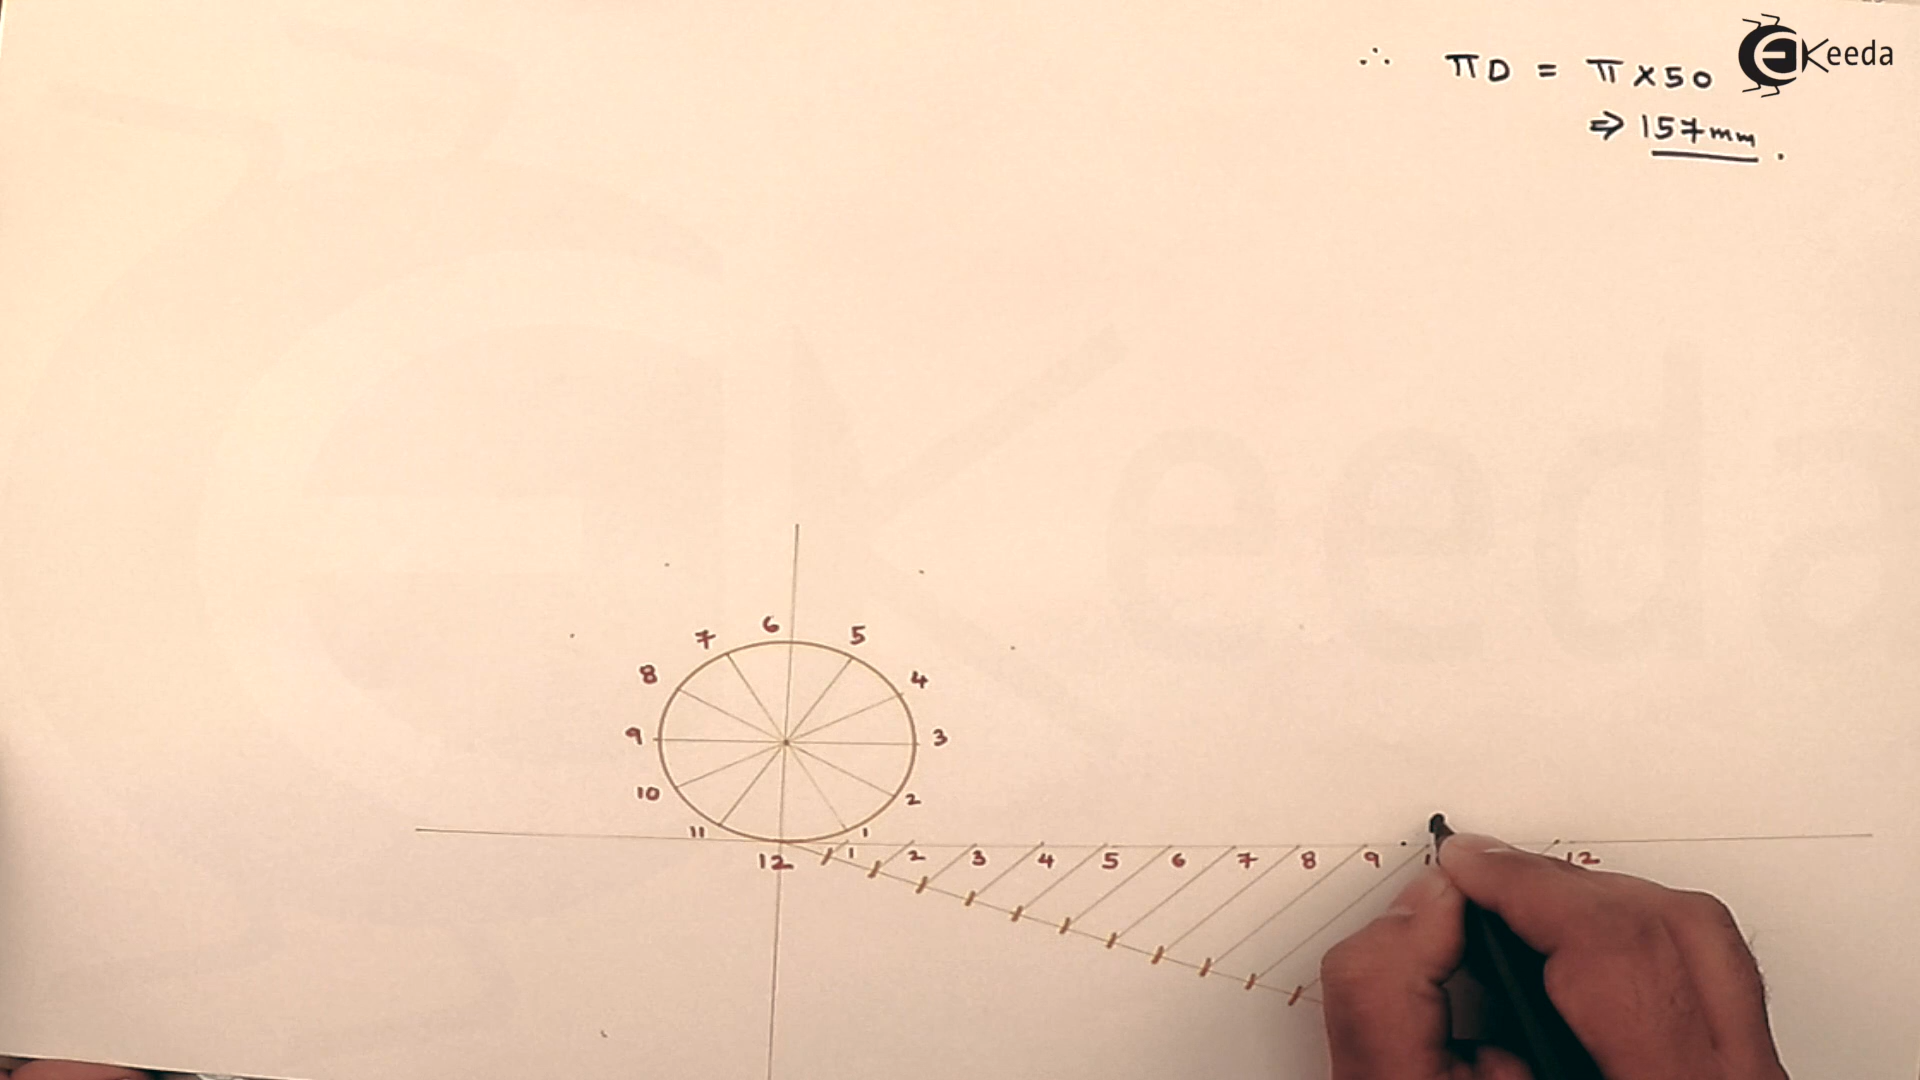 ∴ πD = π x 50
⇒ 157mm.
Keeda
6
7 5
8 4
9 3
10 2
11 1
12 1 2 3 4 5 6 7 8 9 12